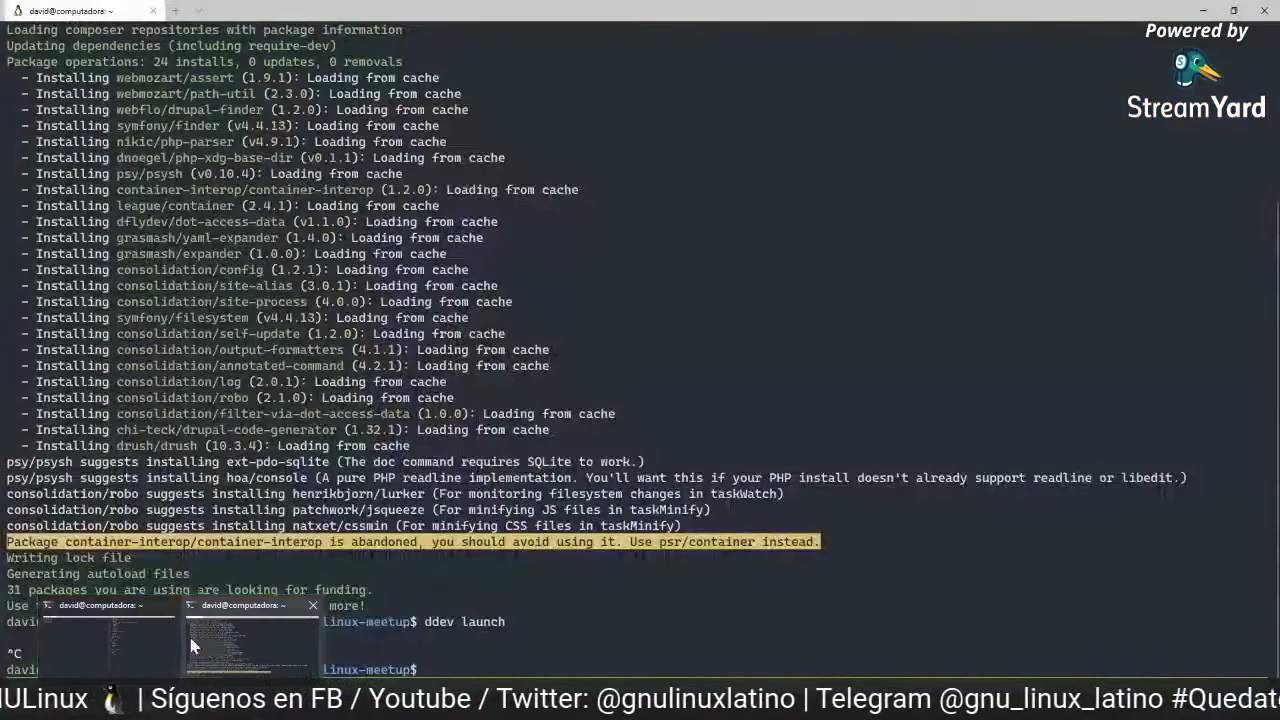 david@computadora: ~
Loading composer repositories with package information
Powered by
Updating dependencies (including require-dev)
Package operations: 24 installs, 0 updates, 0 removals
- Installing webmozart/assert (1.9.1): Loading from cache
- Installing webmozart/path-util (2.3.0): Loading from cache
StreamYard
- Installing webflo/drupal-finder (1.2.0): Loading from cache
- Installing symfony/finder (v4.4.13): Loading from cache
- Installing nikic/php-parser (v4.9.1): Loading from cache
- Installing dnoegel/php-xdg-base-dir (v0.1.1): Loading from cache
- Installing psy/psysh (v0.10.4): Loading from cache
- Installing container-interop/container-interop (1.2.0): Loading from cache
- Installing league/container (2.4.1): Loading from cache
- Installing dflydev/dot-access-data (v1.1.0): Loading from cache
- Installing grasmash/yaml-expander (1.4.0): Loading from cache
- Installing grasmash/expander (1.0.0): Loading from cache
- Installing consolidation/config (1.2.1): Loading from cache
- Installing consolidation/site-alias (3.0.1): Loading from cache
- Installing consolidation/site-process (4.0.0): Loading from cache
- Installing symfony/filesystem (v4.4.13): Loading from cache
- Installing consolidation/self-update (1.2.0): Loading from cache
- Installing consolidation/output-formatters (4.1.1): Loading from cache
- Installing consolidation/annotated-command (4.2.1): Loading from cache
- Installing consolidation/log (2.0.1): Loading from cache
- Installing consolidation/robo (2.1.0): Loading from cache
- Installing consolidation/filter-via-dot-access-data (1.0.0): Loading from cache
- Installing chi-teck/drupal-code-generator (1.32.1): Loading from cache
- Installing drush/drush (10.3.4): Loading from cache
psy/psysh suggests installing ext-pdo-sqlite (The doc command requires SQLite to work.)
psy/psysh suggests installing hoa/console (A pure PHP readline implementation. You'll want this if your PHP install doesn't already support readline or libedit.)
consolidation/robo suggests installing henrikbjorn/lurker (For monitoring filesystem changes in taskWatch)
consolidation/robo suggests installing patchwork/jsqueeze (For minifying JS files in taskMinify)
consolidation/robo suggests installing natxet/cssmin (For minifying CSS files in taskMinify)
Package container-interop/container-interop is abandoned, you should avoid using it. Use psr/container instead.
Writing lock file
Generating autoload files
31 packages you are using are looking for funding.
Use
david@computadora: ~
david@computadora: ~
more!
davi
linux-meetup$ ddev launch
^C
davi
linux-meetup$
NULinux | Síguenos en FB / Youtube / Twitter: @gnulinuxlatino | Telegram @gnu_linux_latino #Quedate